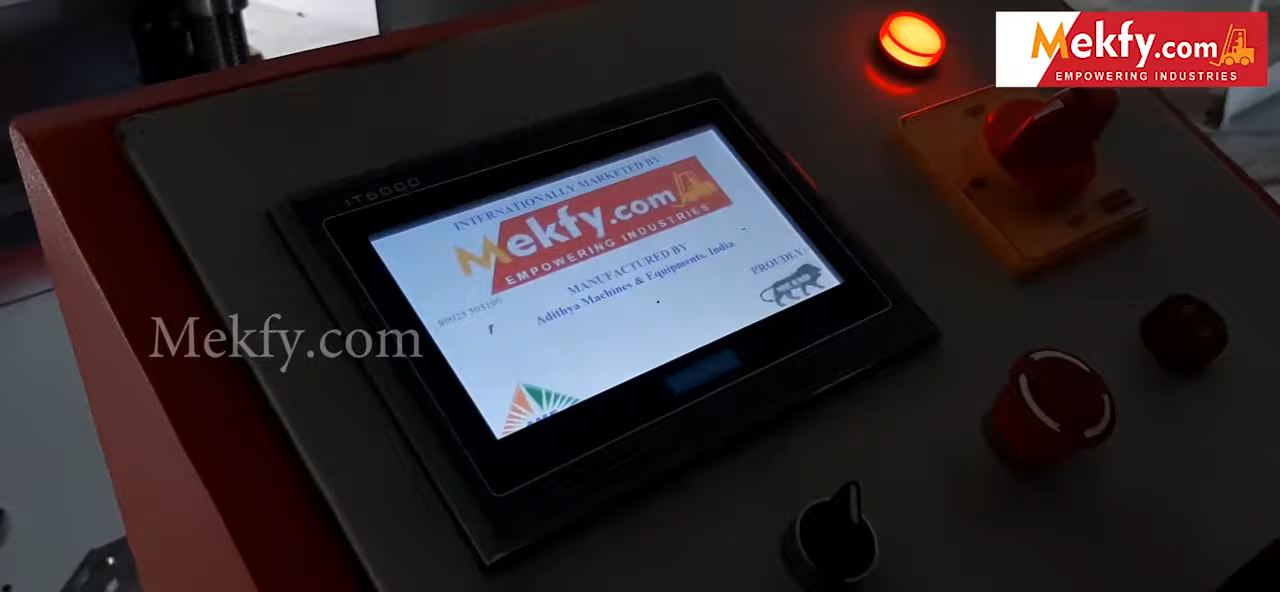 Mekfy.com
EMPOWERING INDUSTRIES
IT6000
INTERNATIONALLY MARKETED BY
Mekfy.com
EMPOWERING INDUSTRIES
MANUFACTURED BY
Adithya Machines & Equipments, India.
PROUDLY
Mekfy.com